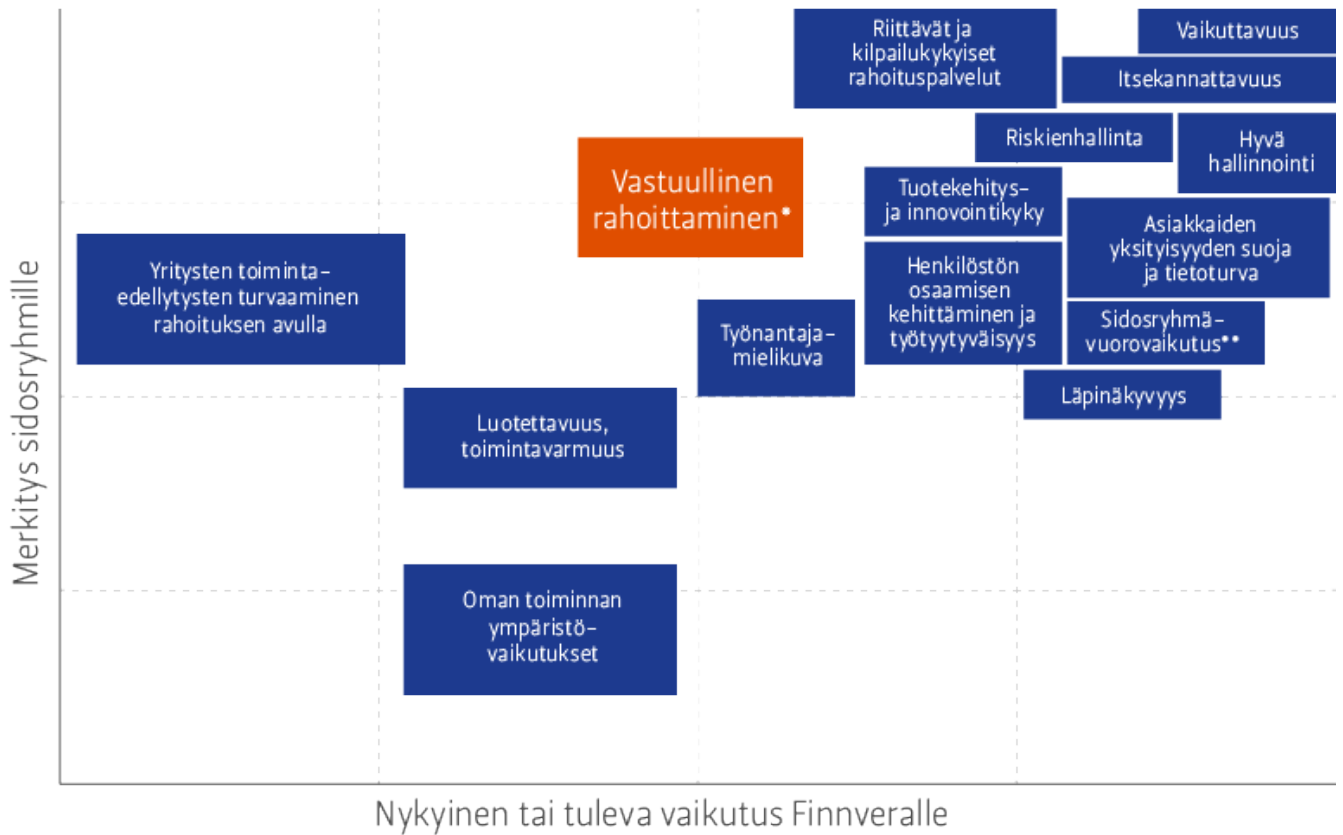 Riittävät ja
kilpailukykyiset
rahoituspalvelut
Vaikuttavuus
Itsekannattavuus
Riskienhallinta
Hyvä
hallinnointi
Vastuullinen
rahoittaminen*
Tuotekehitys–
ja innovointikyky
Asiakkaiden
yksityisyyden suoja
ja tietoturva
Yritysten toiminta–
edellytysten turvaaminen
rahoituksen avulla
Henkilöstön
osaamisen
kehittäminen ja
työtyytyväisyys
Työnantaja–
mielikuva
Sidosryhmä–
vuorovaikutus**
Läpinäkyvyys
Luotettavuus,
toimintavarmuus
Oman toiminnan
ympäristö–
vaikutukset
Merkitys sidosryhmille
Nykyinen tai tuleva vaikutus Finnveralle